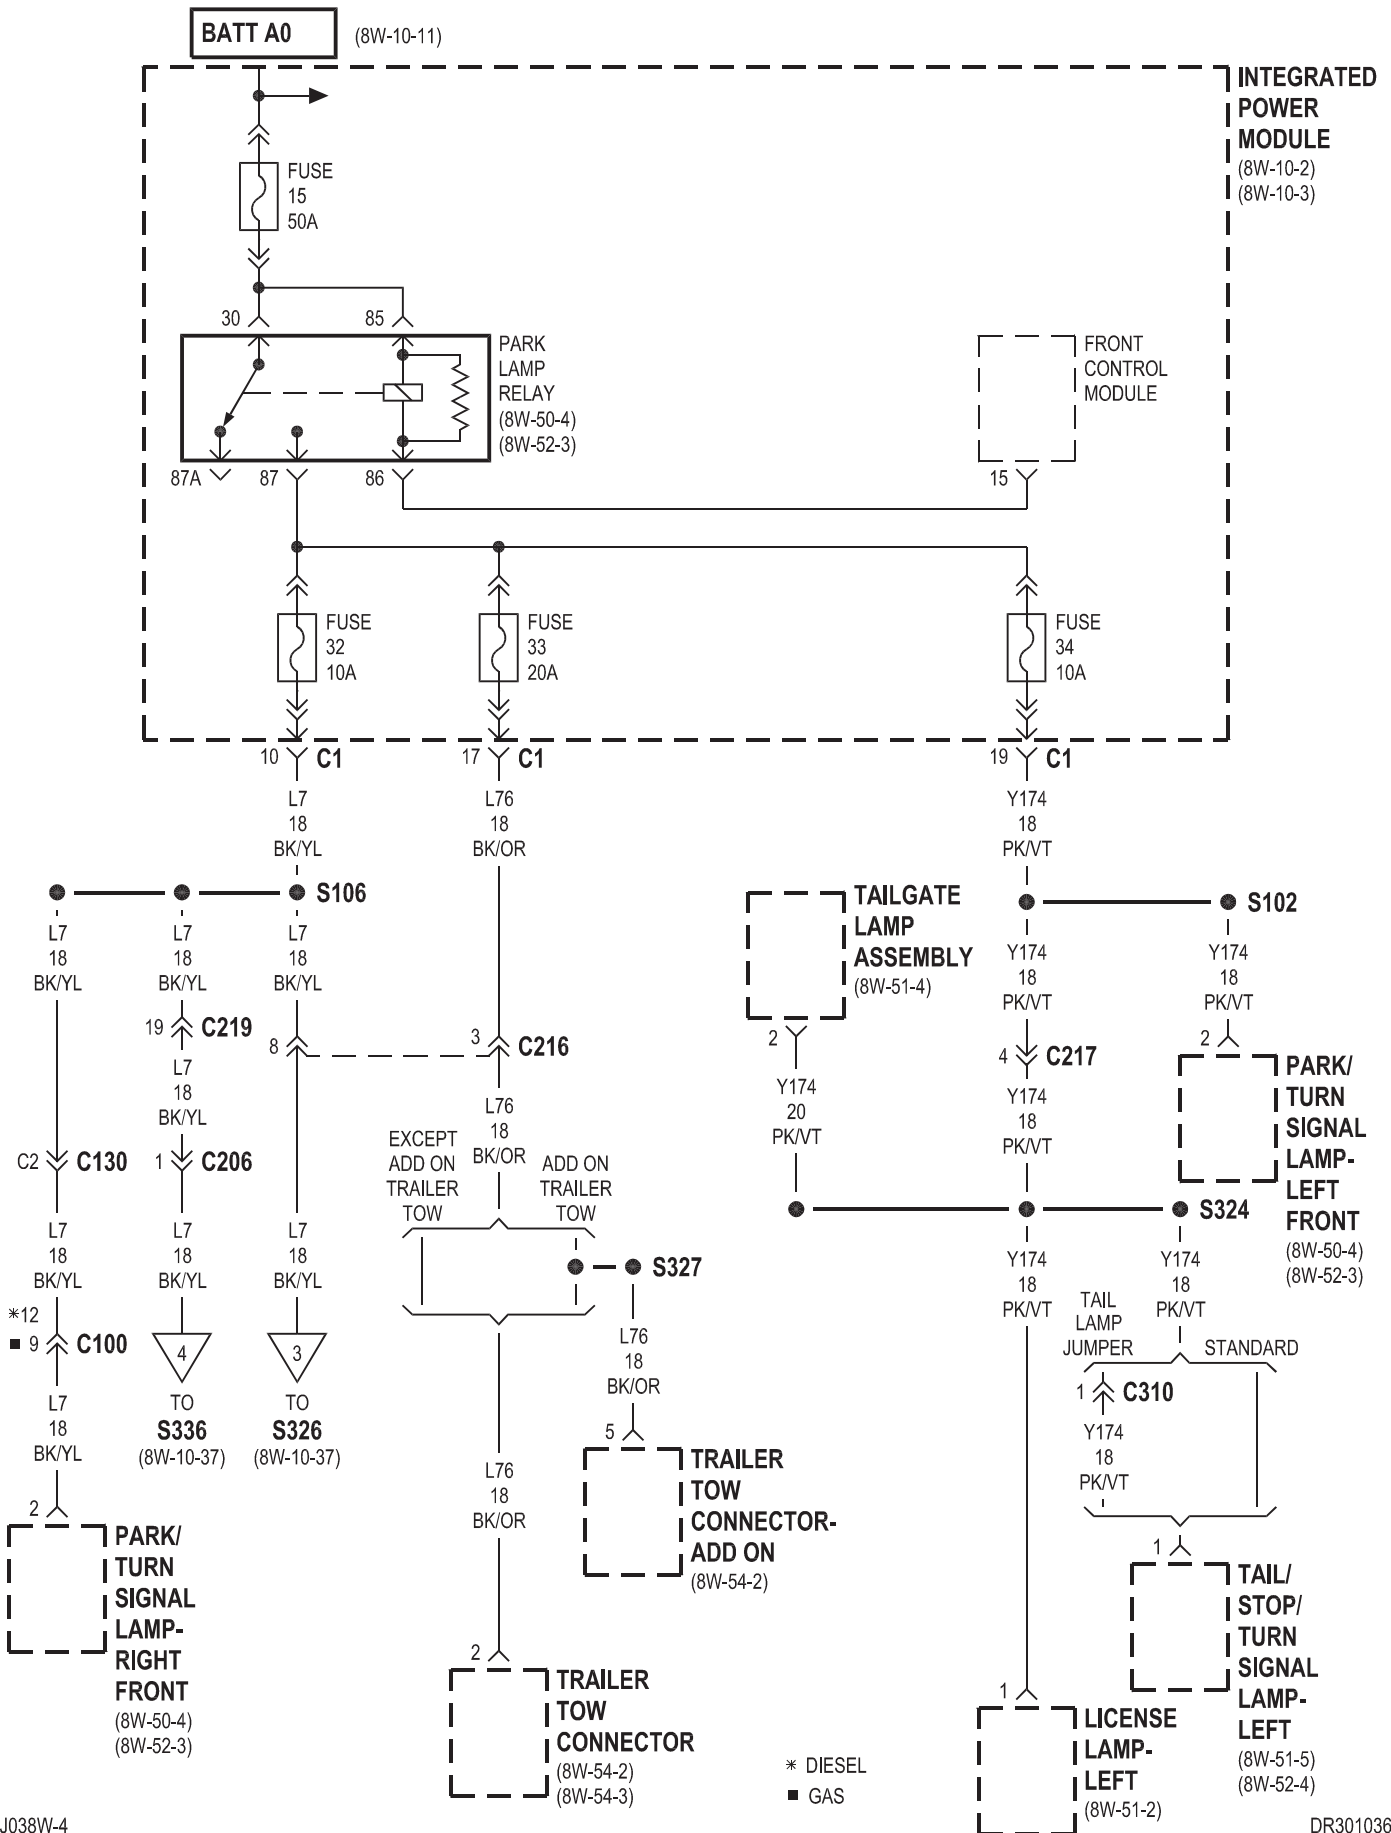 BATT A0
(8W-10-11)
INTEGRATED
POWER
MODULE
(8W-10-2)
(8W-10-3)
FUSE
15
50A
30
85
PARK
LAMP
RELAY
(8W-50-4)
(8W-52-3)
FRONT
CONTROL
MODULE
87A
87
86
15
FUSE
32
10A
FUSE
33
20A
FUSE
34
10A
10
C1
17
C1
19
C1
L7
18
BK/YL
L76
18
BK/OR
Y174
18
PK/VT
S106
TAILGATE
LAMP
ASSEMBLY
(8W-51-4)
S102
L7
18
BK/YL
L7
18
BK/YL
L7
18
BK/YL
Y174
18
PK/VT
Y174
18
PK/VT
19
C219
8
3
C216
2
4
C217
2
L7
18
BK/YL
L76
18
BK/OR
Y174
20
PK/VT
Y174
18
PK/VT
PARK/
TURN
SIGNAL
LAMP-
LEFT
FRONT
(8W-50-4)
(8W-52-3)
C2
C130
1
C206
EXCEPT
ADD ON
TRAILER
TOW
ADD ON
TRAILER
TOW
S324
L7
18
BK/YL
L7
18
BK/YL
L7
18
BK/YL
S327
Y174
18
PK/VT
Y174
18
PK/VT
*12
■ 9
C100
4
3
L76
18
BK/OR
TAIL
LAMP
JUMPER
STANDARD
L7
18
BK/YL
TO
S336
(8W-10-37)
TO
S326
(8W-10-37)
1
C310
Y174
18
PK/VT
5
TRAILER
TOW
CONNECTOR-
ADD ON
(8W-54-2)
L76
18
BK/OR
2
PARK/
TURN
SIGNAL
LAMP-
RIGHT
FRONT
(8W-50-4)
(8W-52-3)
1
TAIL/
STOP/
TURN
SIGNAL
LAMP-
LEFT
(8W-51-5)
(8W-52-4)
2
TRAILER
TOW
CONNECTOR
(8W-54-2)
(8W-54-3)
1
LICENSE
LAMP-
LEFT
(8W-51-2)
* DIESEL
■ GAS
J038W-4
DR301036